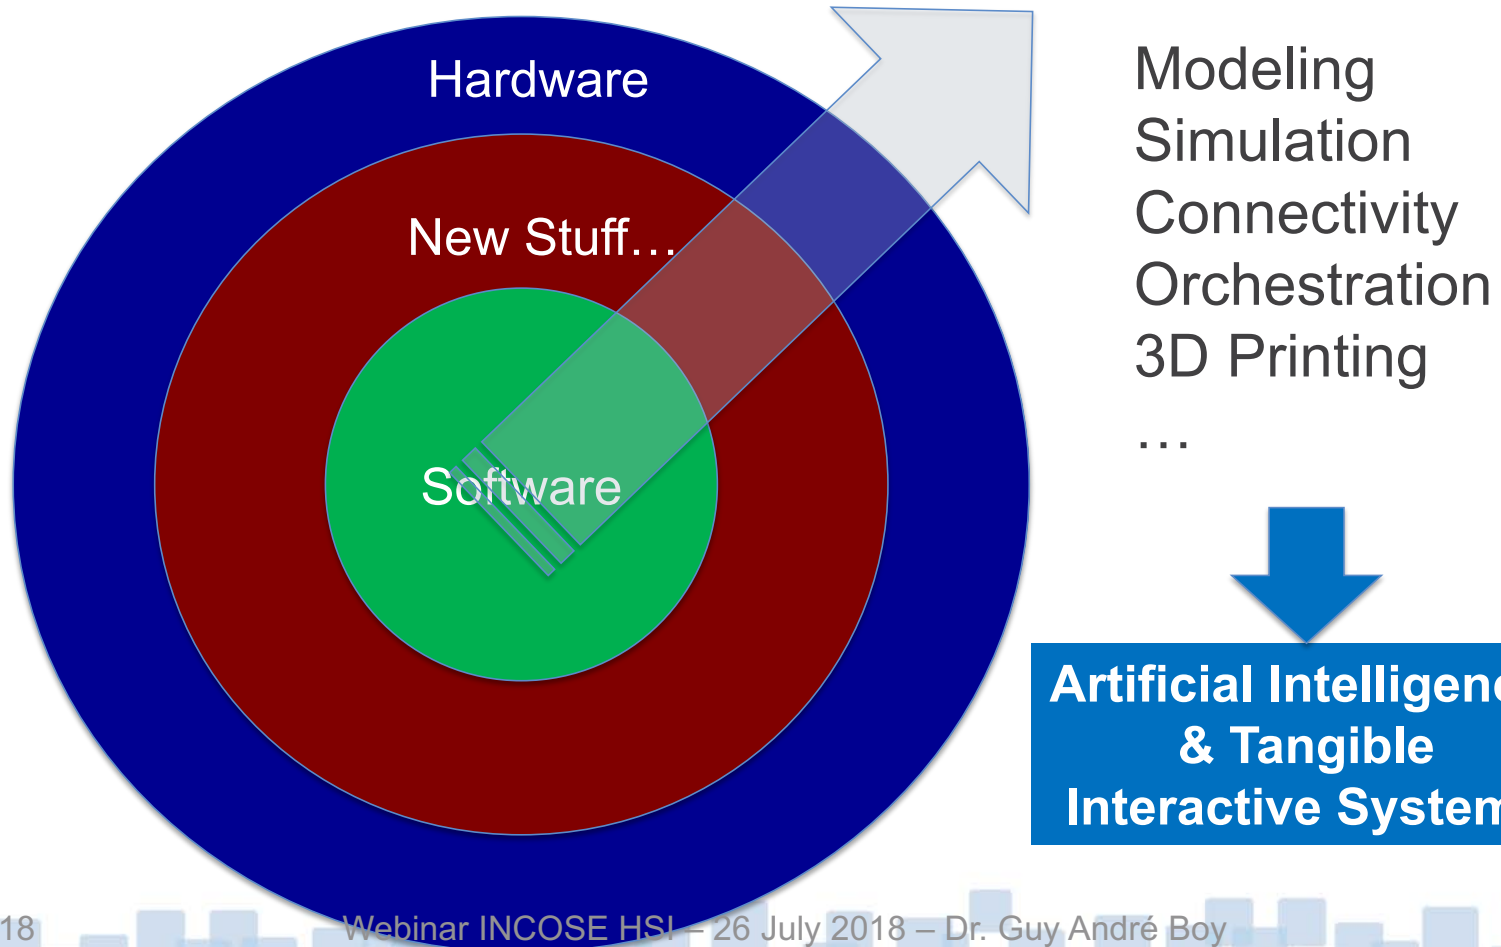 Hardware
New Stuff…
Software
Modeling
Simulation
Connectivity
Orchestration
3D Printing
…
Artificial Intelligen
& Tangible
Interactive System
18
Webinar INCOSE HSI – 26 July 2018 – Dr. Guy André Boy